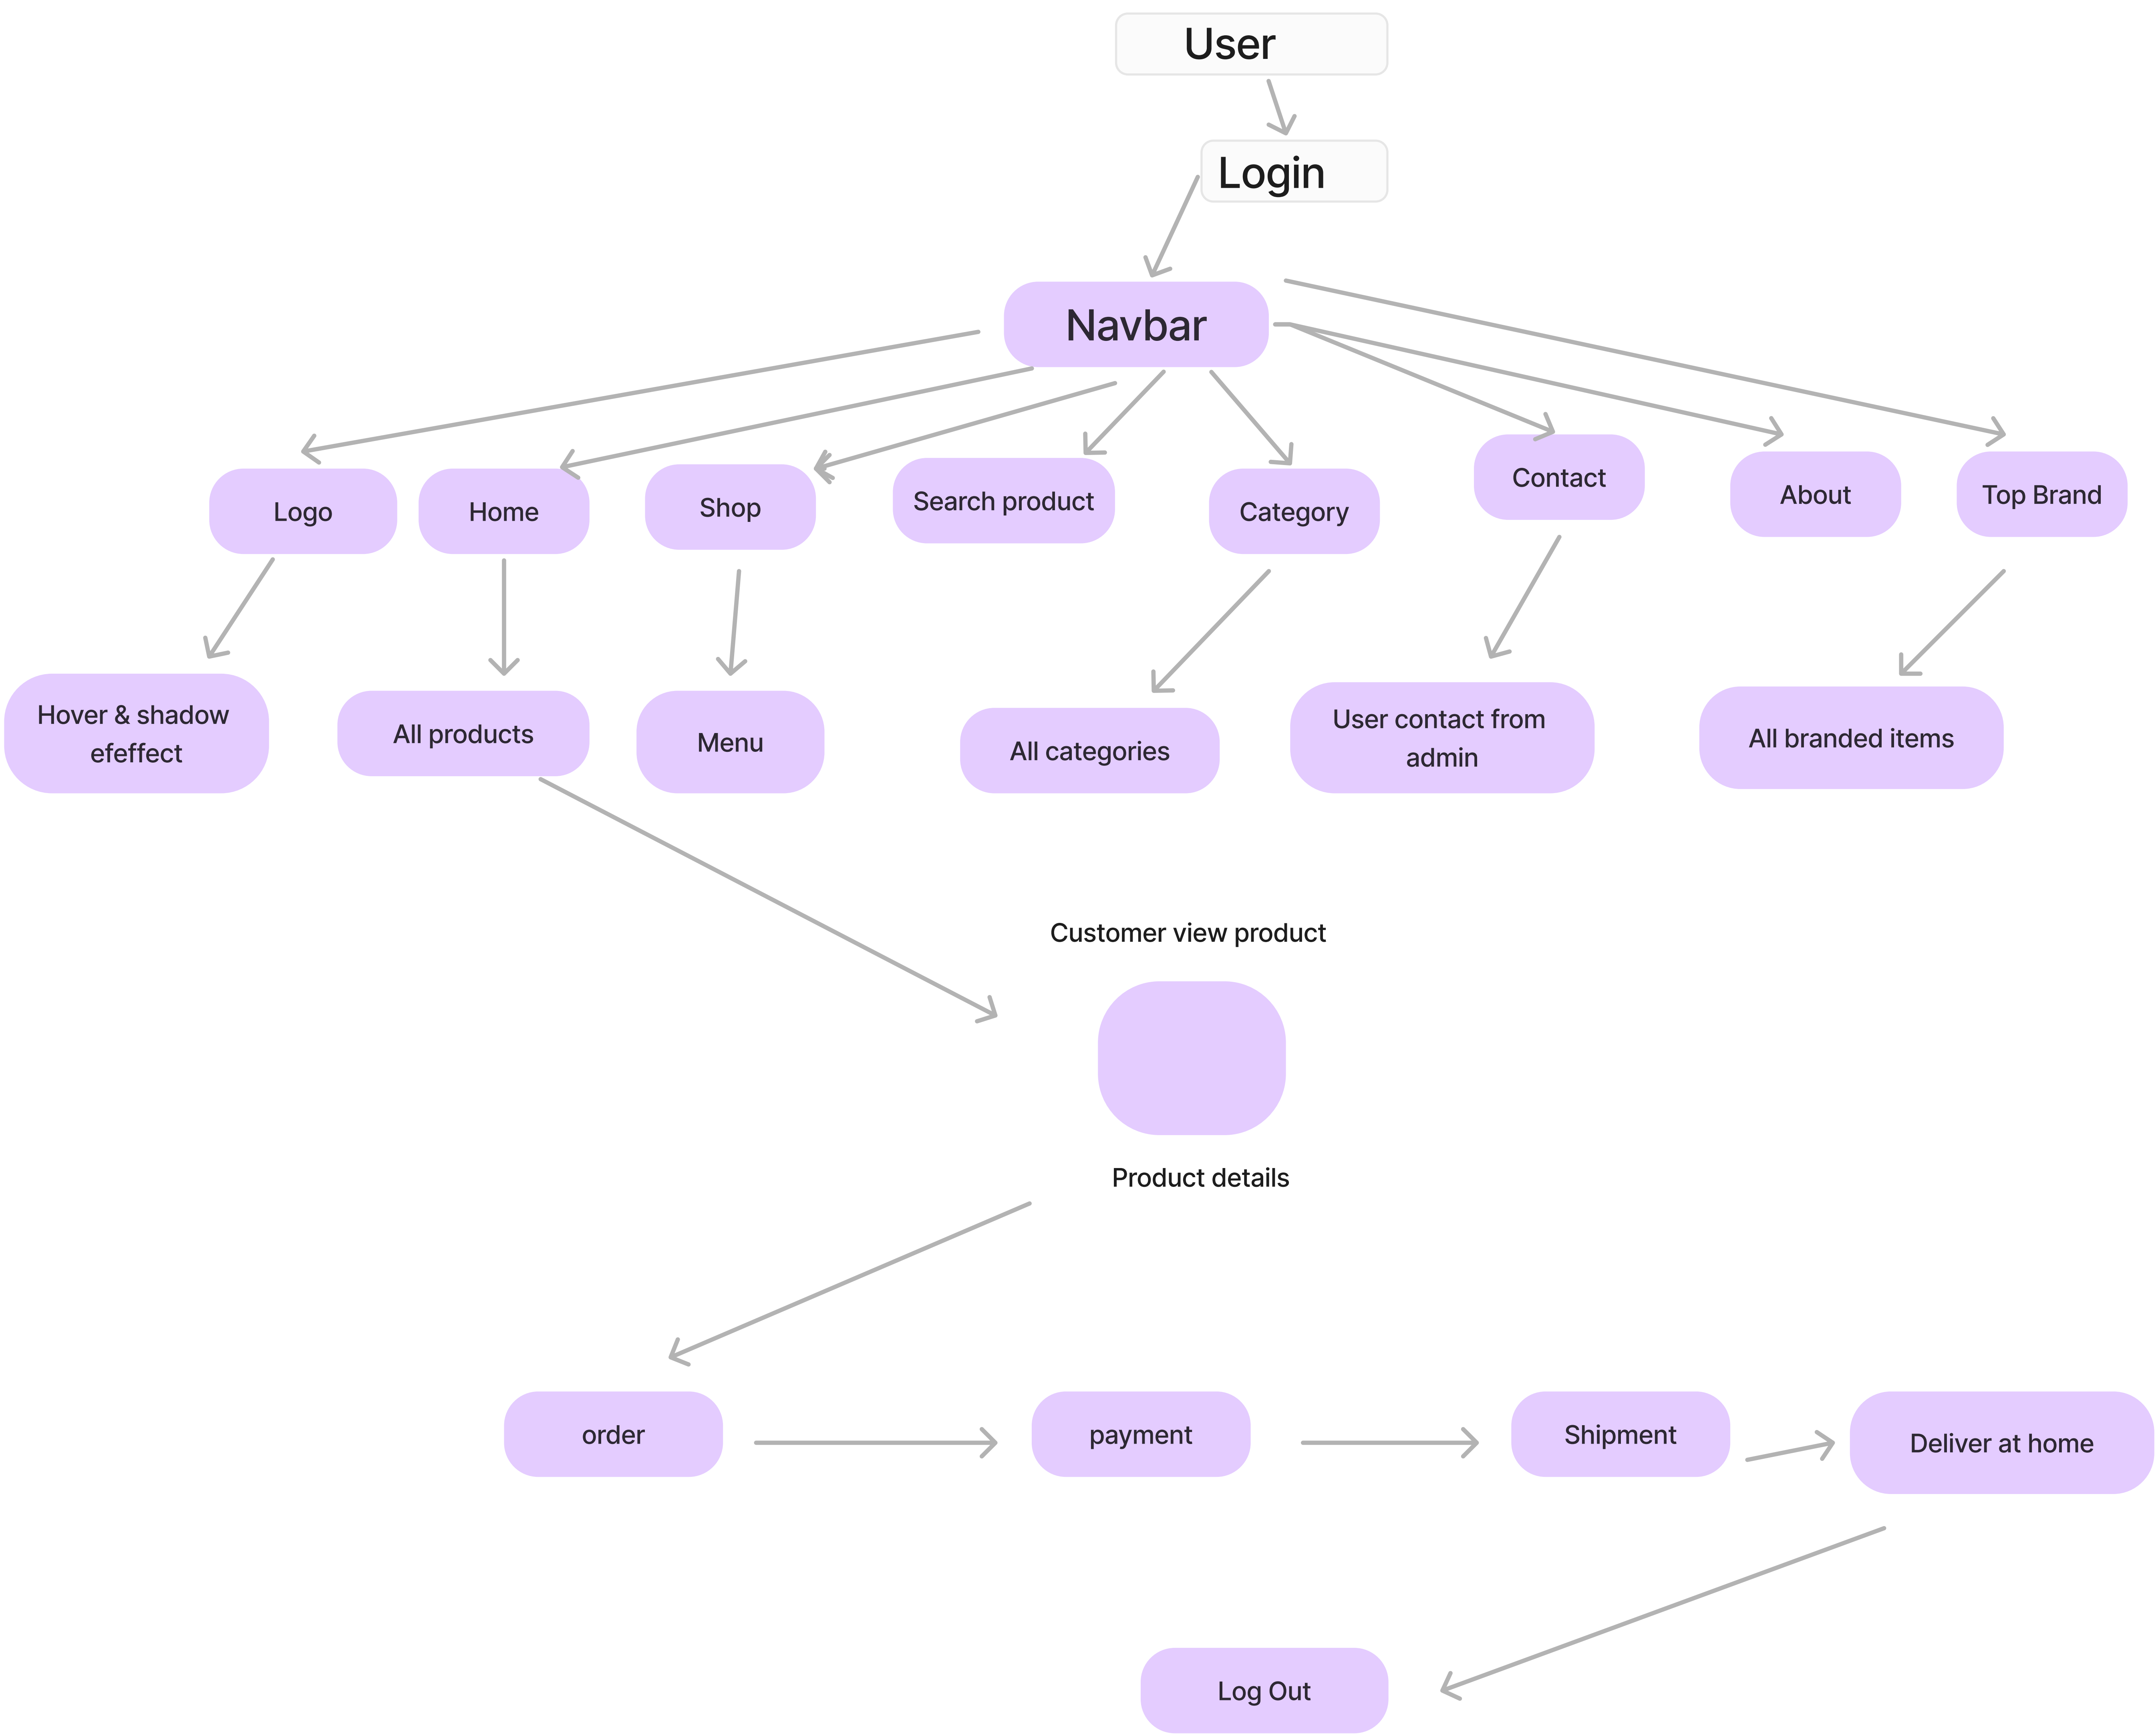 User
Login
Navbar
Logo
Home
Shop
Search product
Category
Contact
About
Top Brand
Hover & shadow
efeffect
All products
Menu
All categories
User contact from
admin
All branded items
Customer view product
Product details
order
payment
Shipment
Deliver at home
Log Out